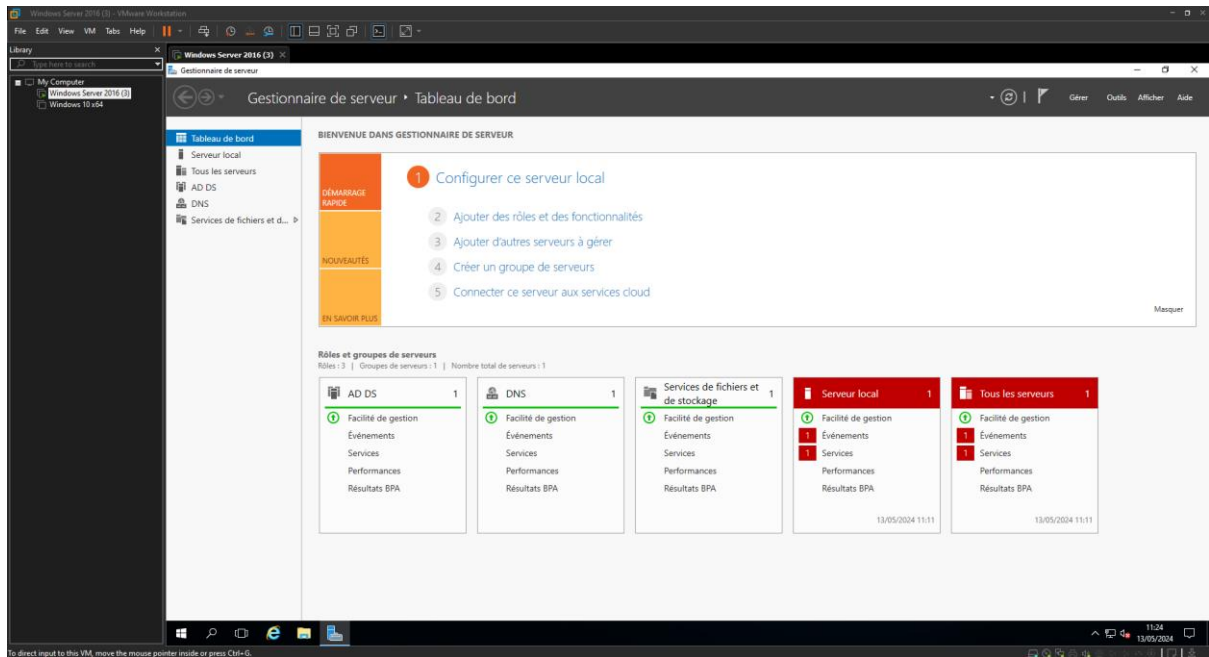 Windows Server 2016 (3) - VMware Workstation
File Edit View VM Tabs Help
Library
Type here to search
My Computer
Windows Server 2016 (3)
Windows 10 x64
Windows Server 2016 (3)
Gestionnaire de serveur
Gestionnaire de serveur • Tableau de bord
Gérer Outils Afficher Aide
Tableau de bord
Serveur local
Tous les serveurs
AD DS
DNS
Services de fichiers et d...
BIENVENUE DANS GESTIONNAIRE DE SERVEUR
DÉMARRAGE
RAPIDE
NOUVEAUTÉS
EN SAVOIR PLUS
1 Configurer ce serveur local
2 Ajouter des rôles et des fonctionnalités
3 Ajouter d'autres serveurs à gérer
4 Créer un groupe de serveurs
5 Connecter ce serveur aux services cloud
Masquer
Rôles et groupes de serveurs
Rôles : 3 | Groupes de serveurs : 1 | Nombre total de serveurs : 1
AD DS 1
Facilité de gestion
Événements
Services
Performances
Résultats BPA
DNS 1
Facilité de gestion
Événements
Services
Performances
Résultats BPA
Services de fichiers et
de stockage 1
Facilité de gestion
Événements
Services
Performances
Résultats BPA
Serveur local 1
Facilité de gestion
1 Événements
1 Services
Performances
Résultats BPA
13/05/2024 11:11
Tous les serveurs 1
Facilité de gestion
1 Événements
1 Services
Performances
Résultats BPA
13/05/2024 11:11
11:24
13/05/2024
To direct input to this VM, move the mouse pointer inside or press Ctrl+G.